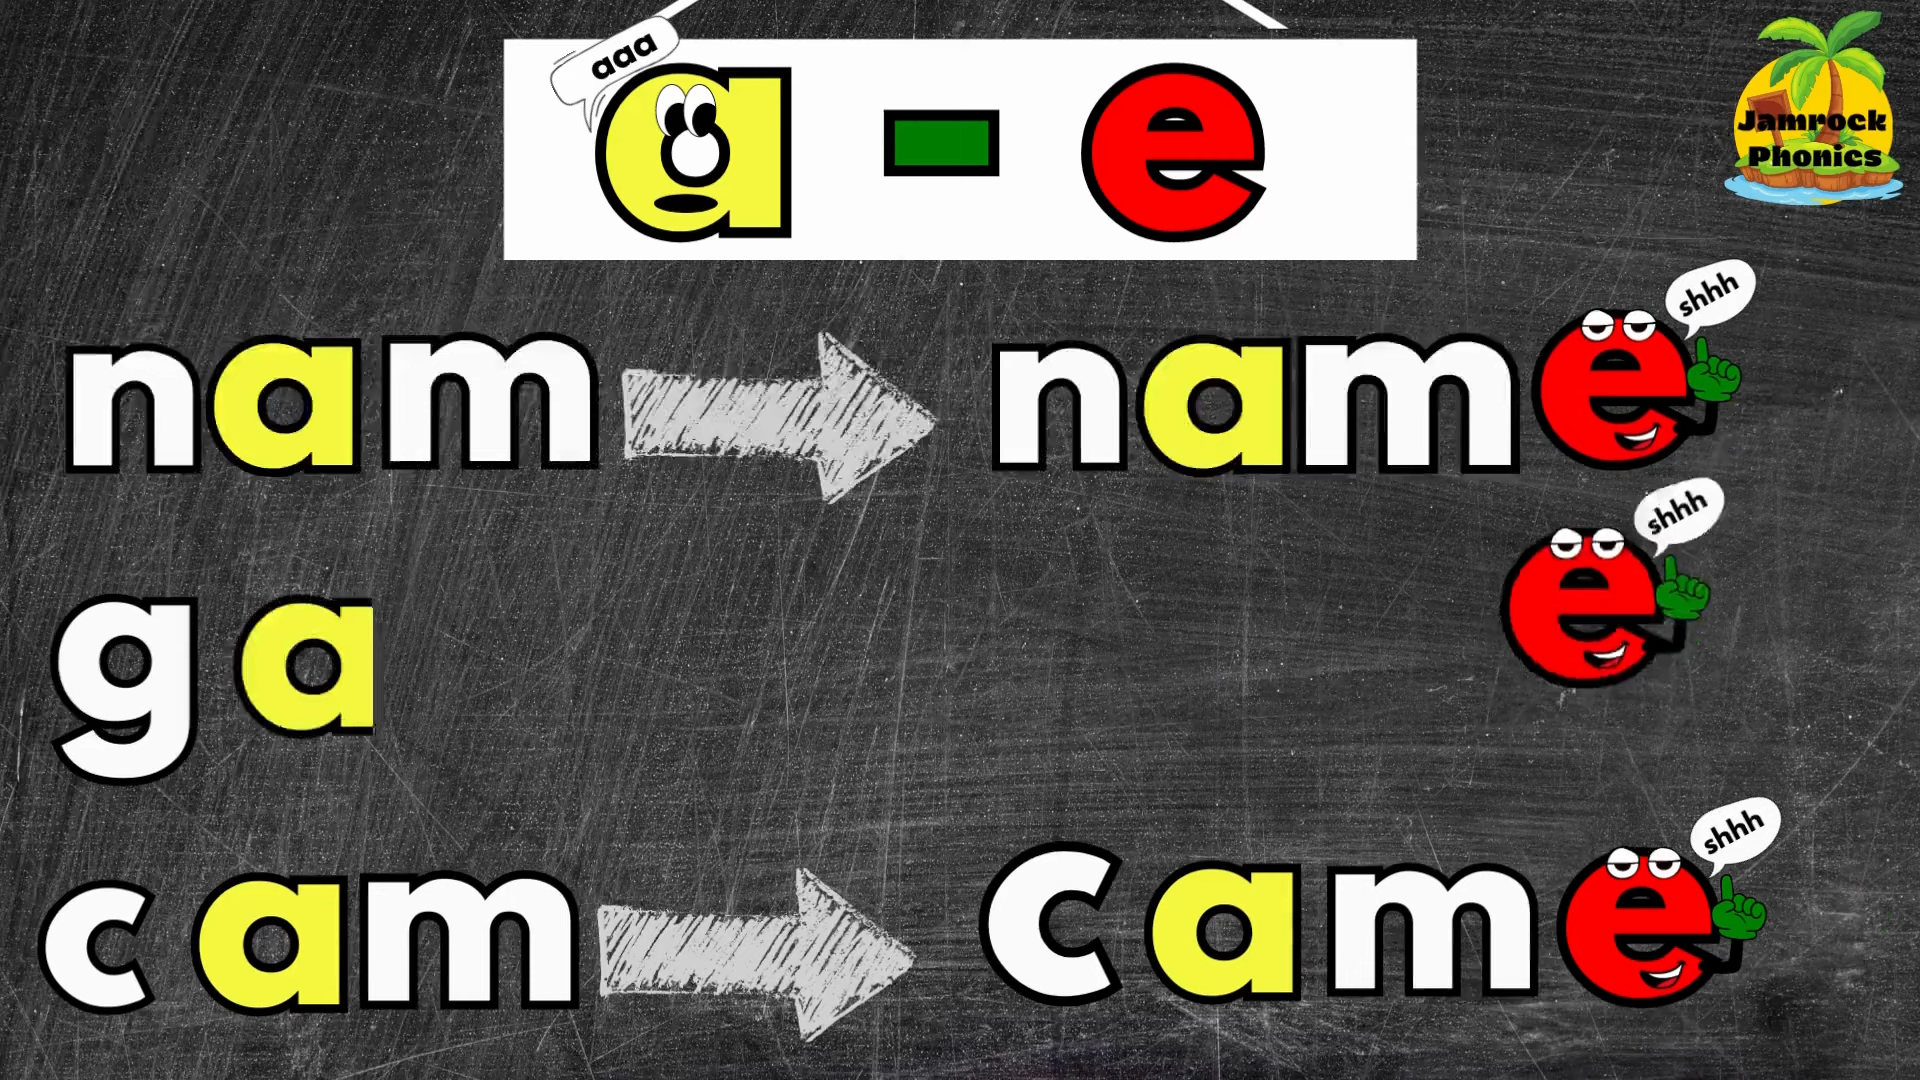 aaa
a - e
Jamrock
Phonics
nam name shhh
ga e shhh
cam came shhh